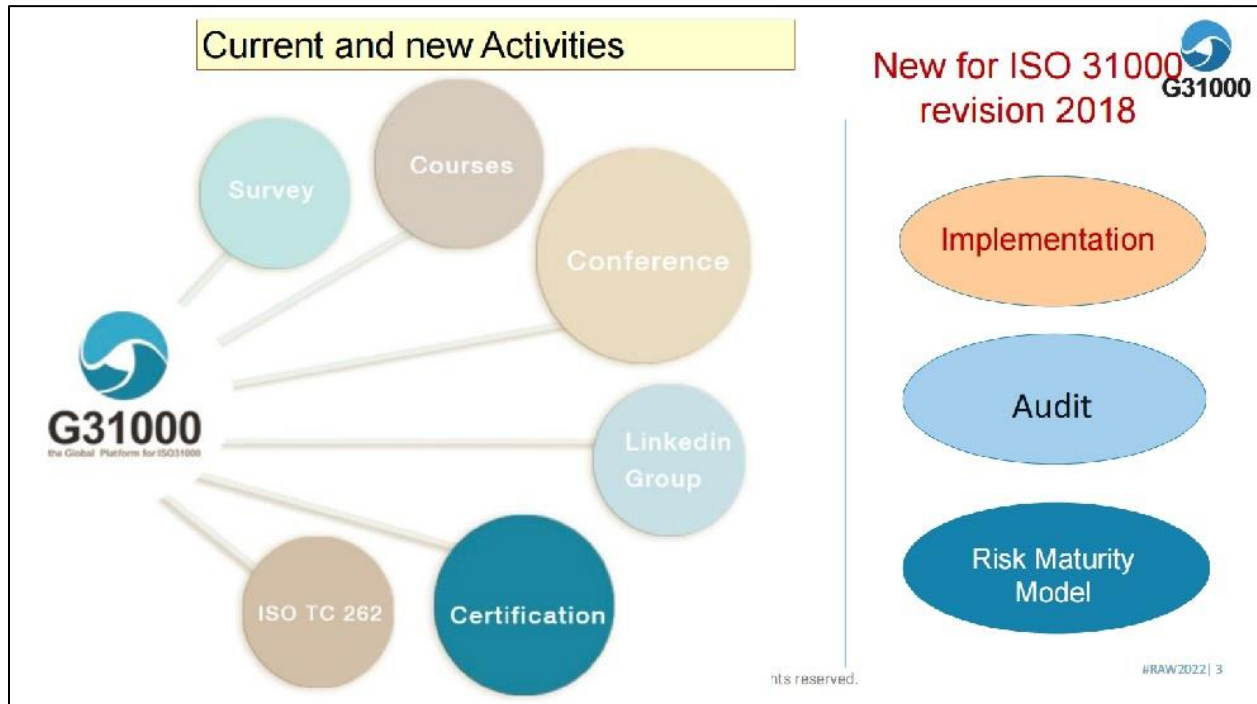 Current and new Activities
Survey
Courses
Conference
Linkedin
Group
Certification
ISO TC 262
G31000
the Global Platform for ISO31000
New for ISO 31000
revision 2018
G31000
Implementation
Audit
Risk Maturity
Model
hts reserved.
#RAW2022| 3